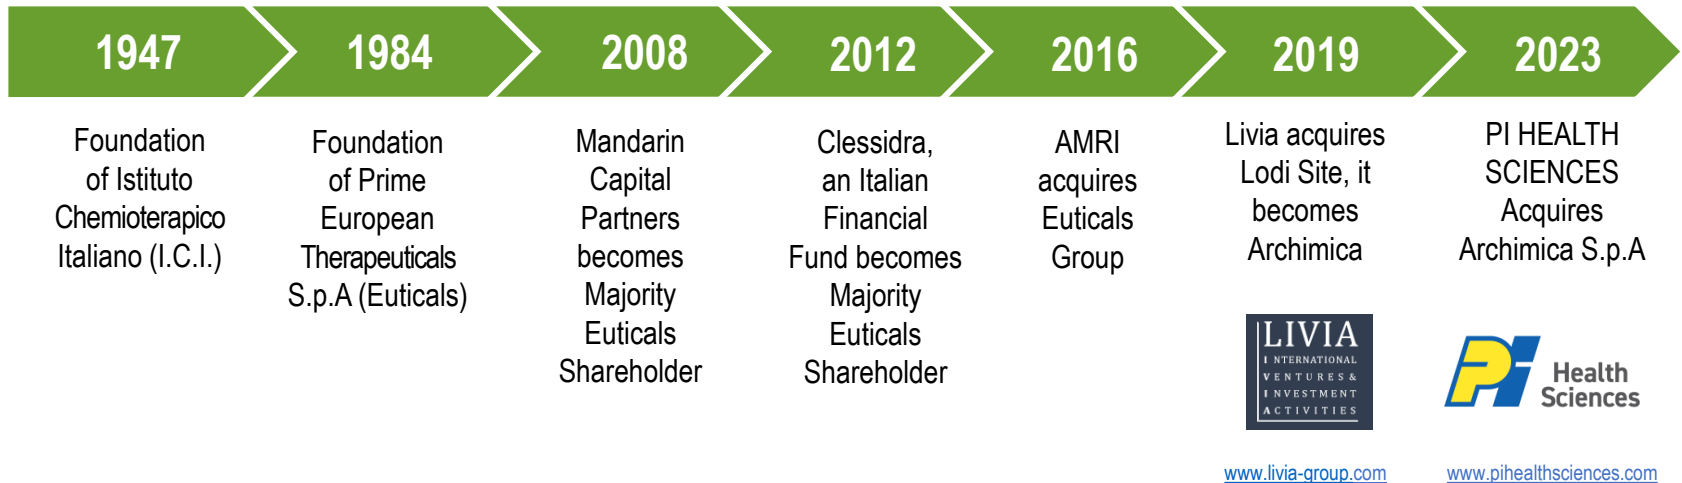 1947
1984
2008
2012
2016
2019
2023
Foundation
of Istituto
Chemioterapico
Italiano (I.C.I.)
Foundation
of Prime
European
Therapeuticals
S.p.A (Euticals)
Mandarin
Capital
Partners
becomes
Majority
Euticals
Shareholder
Clessidra,
an Italian
Financial
Fund becomes
Majority
Euticals
Shareholder
AMRI
acquires
Euticals
Group
Livia acquires
Lodi Site, it
becomes
Archimica
LIVIA
INTERNATIONAL
VENTURES &
INVESTMENT
ACTIVITIES
www.livia-group.com
PI HEALTH
SCIENCES
Acquires
Archimica S.p.A
Pi Health
Sciences
www.pihealthsciences.com